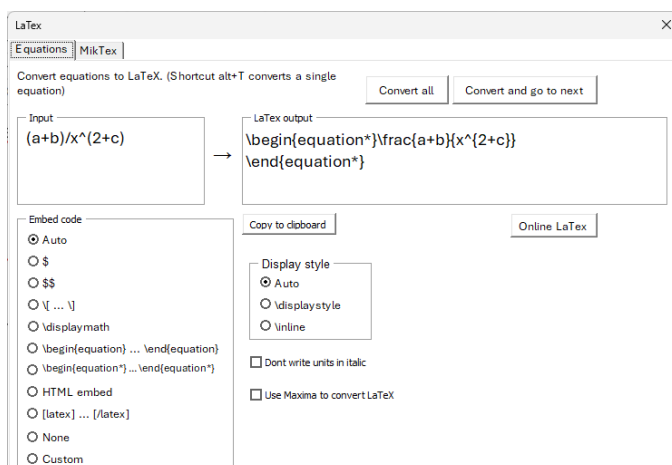 LaTex
Equations MikTex
Convert equations to LaTeX. (Shortcut alt+T converts a single
equation)
Convert all Convert and go to next
Input
(a+b)/x^(2+c)
→
LaTex output
\begin{equation*}\frac{a+b}{x^{2+c}}
\end{equation*}
Embed code
Auto
$
$$
\[ ... \]
\displaymath
\begin{equation} ... \end{equation}
\begin{equation*} ... \end{equation*}
HTML embed
[latex] ... [/latex]
None
Custom
Copy to clipboard
Online LaTex
Display style
Auto
\displaystyle
\inline
Dont write units in italic
Use Maxima to convert LaTeX